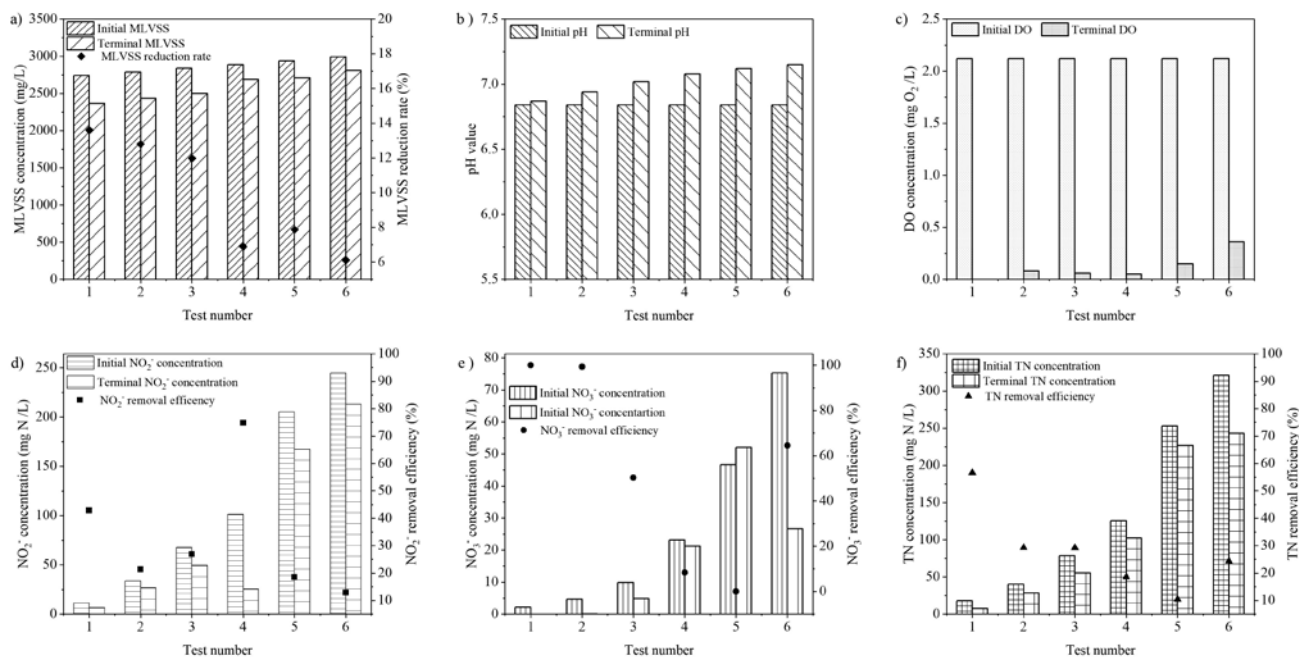 a)
Initial MLVSS
Terminal MLVSS
MLVSS reduction rate
MLVSS concentration (mg/L)
3500
3000
2500
2000
1500
1000
500
0
20
18
16
14
12
10
8
6
MLVSS reduction rate (%)
1 2 3 4 5 6
Test number
b)
Initial pH
Terminal pH
pH value
7.5
7.0
6.5
6.0
5.5
1 2 3 4 5 6
Test number
c)
Initial DO
Terminal DO
DO concentration (mg O₂/L)
2.5
2.0
1.5
1.0
0.5
0.0
1 2 3 4 5 6
Test number
d)
Initial NO₂⁻ concentration
Terminal NO₂⁻ concentration
NO₂⁻ removal efficency
NO₂⁻ concentration (mg N/L)
250
200
150
100
50
0
100
90
80
70
60
50
40
30
20
10
NO₂⁻ removal efficiency (%)
1 2 3 4 5 6
Test number
e)
Initial NO₃⁻ concentration
Initial NO₃⁻ concentartion
NO₃⁻ removal efficiency
NO₃⁻ concentration (mg N/L)
80
70
60
50
40
30
20
10
0
100
80
60
40
20
0
NO₃⁻ removal efficiency (%)
1 2 3 4 5 6
Test number
f)
Initial TN concentration
Terminal TN concentration
TN removal efficiency
TN concentration (mg N/L)
350
300
250
200
150
100
50
0
100
90
80
70
60
50
40
30
20
10
TN removal efficiency (%)
1 2 3 4 5 6
Test number